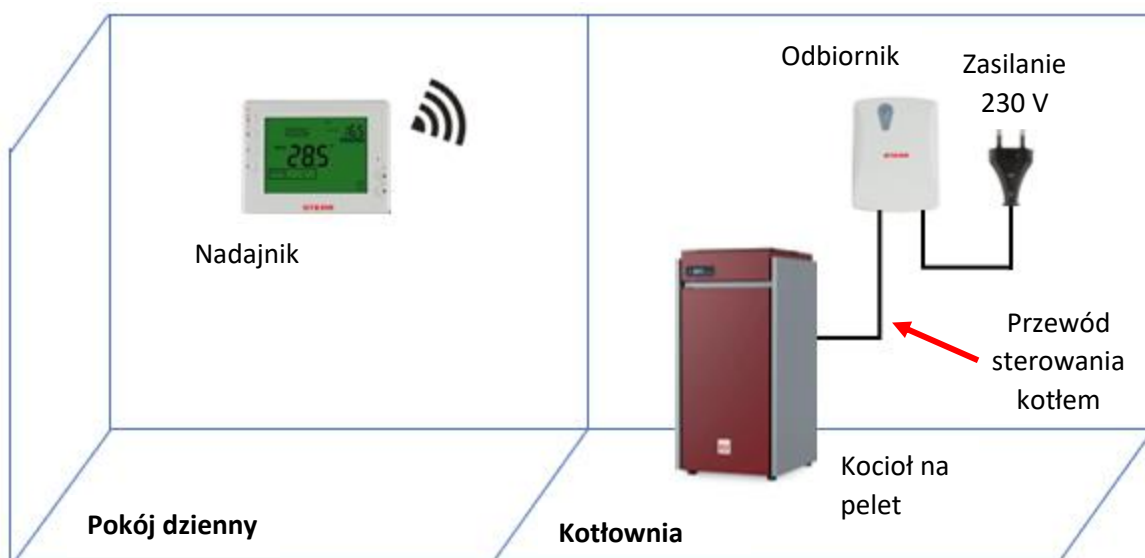 Odbiornik
Zasilanie
230 V
28.5
Nadajnik
Przewód
sterowania
kotłem
Kocioł na
pelet
Pokój dzienny
Kotłownia